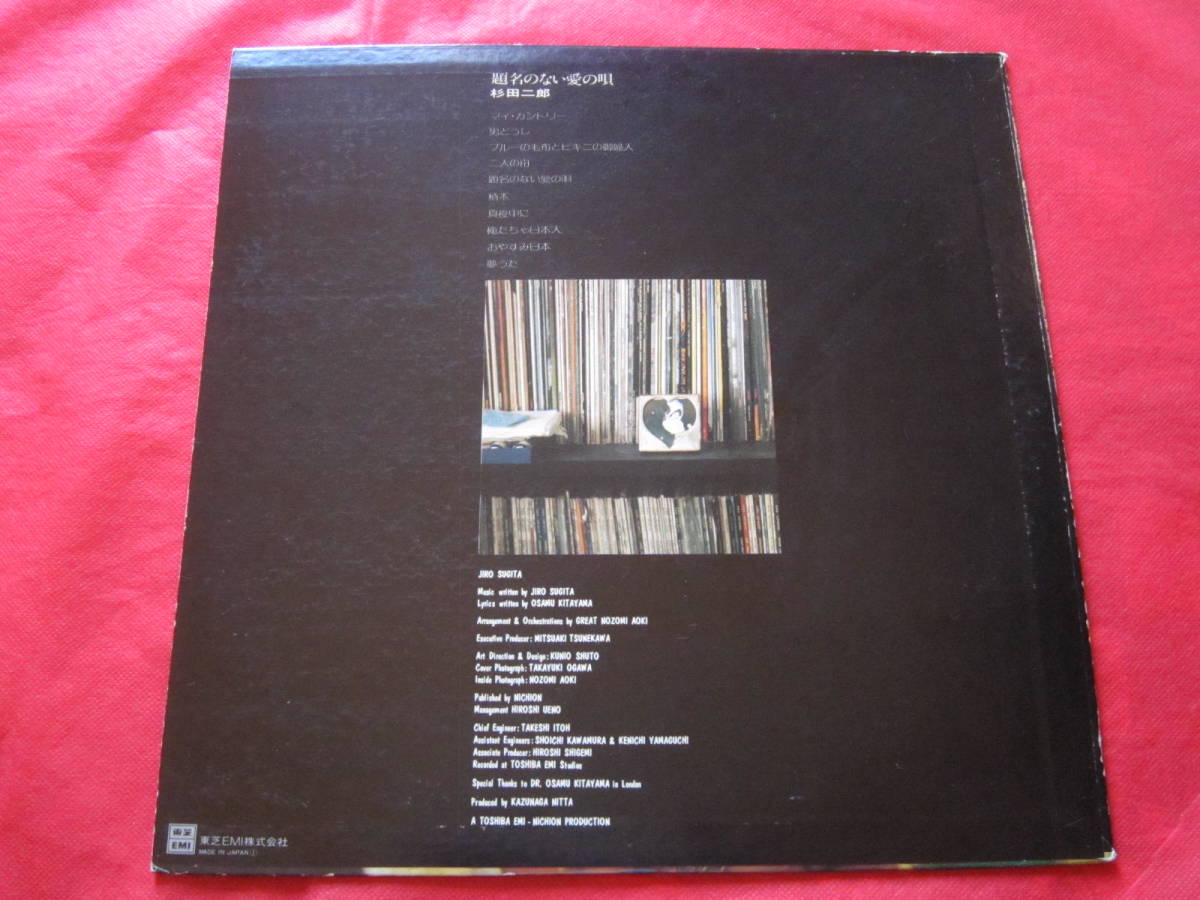 題名のない愛の唄
杉田二郎
マイ・カントリー
男どうし
ブルーの毛布とビキニの御婦人
二人の舟
題名のない愛の唄
積木
真夜中に
俺たちゃ日本人
おやすみ日本
夢うた
JIRO SUGITA
Music written by JIRO SUGITA
Lyrics written by OSAMU KITAYAMA
Arrangement & Orchestrations by GREAT NOZOMI AOKI
Executive Producer: MITSUAKI TSUNEKAWA
Art Direction & Design: KUNIO SHUTO
Cover Photograph: TAKAYUKI OGAWA
Inside Photograph: NOZOMI AOKI
Published by NICHION
Management HIROSHI UENO
Chief Engineer: TAKESHI ITOH
Assistant Engineers: SHOICHI KAWAMURA & KENICHI YAMAGUCHI
Associate Producer: HIROSHI SHIGEMI
Recorded at TOSHIBA EMI Studios
Special Thanks to DR. OSAMU KITAYAMA in London
Produced by KAZUNAGA NITTA
A TOSHIBA EMI - NICHION PRODUCTION
東芝
EMI
東芝EMI株式会社
MADE IN JAPAN